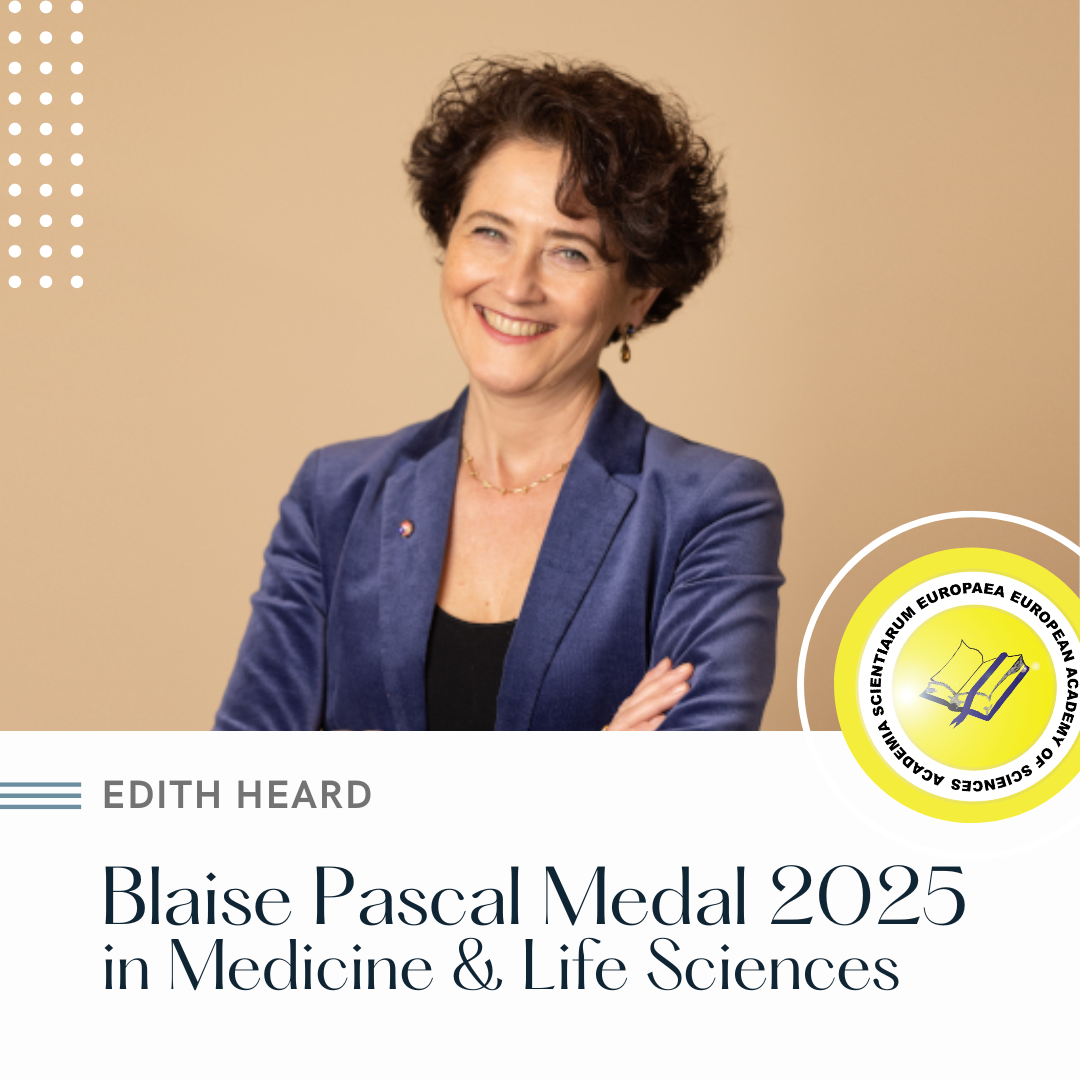 ACADEMIA SCIENTIARUM EUROPAEA EUROPEAN ACADEMY OF SCIENCES
EDITH HEARD
Blaise Pascal Medal 2025
in Medicine & Life Sciences